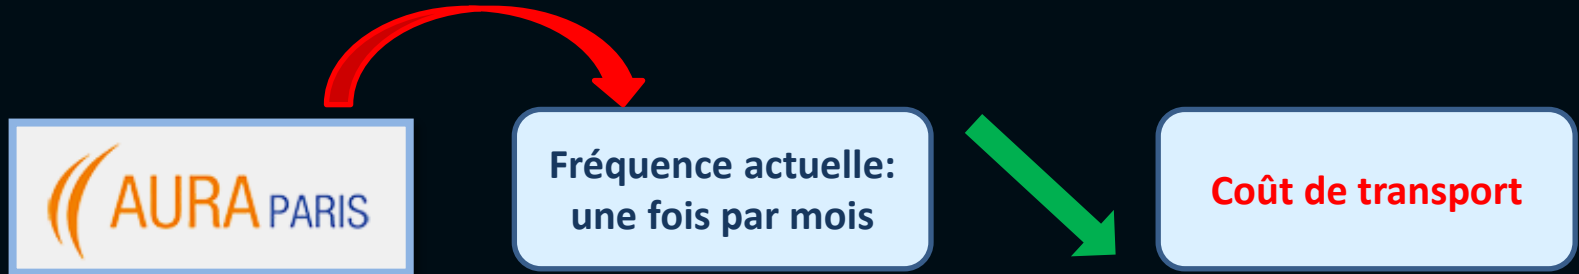 AURA PARIS
Fréquence actuelle:
une fois par mois
Coût de transport